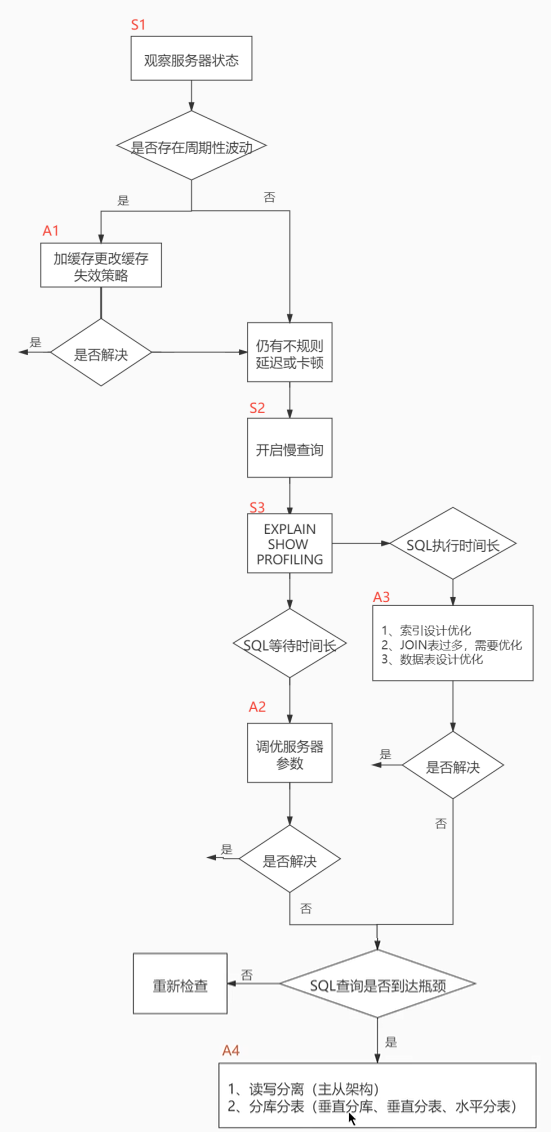 S1
观察服务器状态
是否存在周期性波动
是
否
A1
加缓存更改缓存
失效策略
是
是否解决
仍有不规则
延迟或卡顿
S2
开启慢查询
S3
EXPLAIN
SHOW
PROFILING
SQL执行时间长
A3
1、索引设计优化
2、JOIN表过多，需要优化
3、数据表设计优化
SQL等待时间长
A2
调优服务器
参数
是
是否解决
否
是
是否解决
否
SQL查询是否到达瓶颈
否
重新检查
是
A4
1、读写分离（主从架构）
2、分库分表（垂直分库、垂直分表、水平分表）